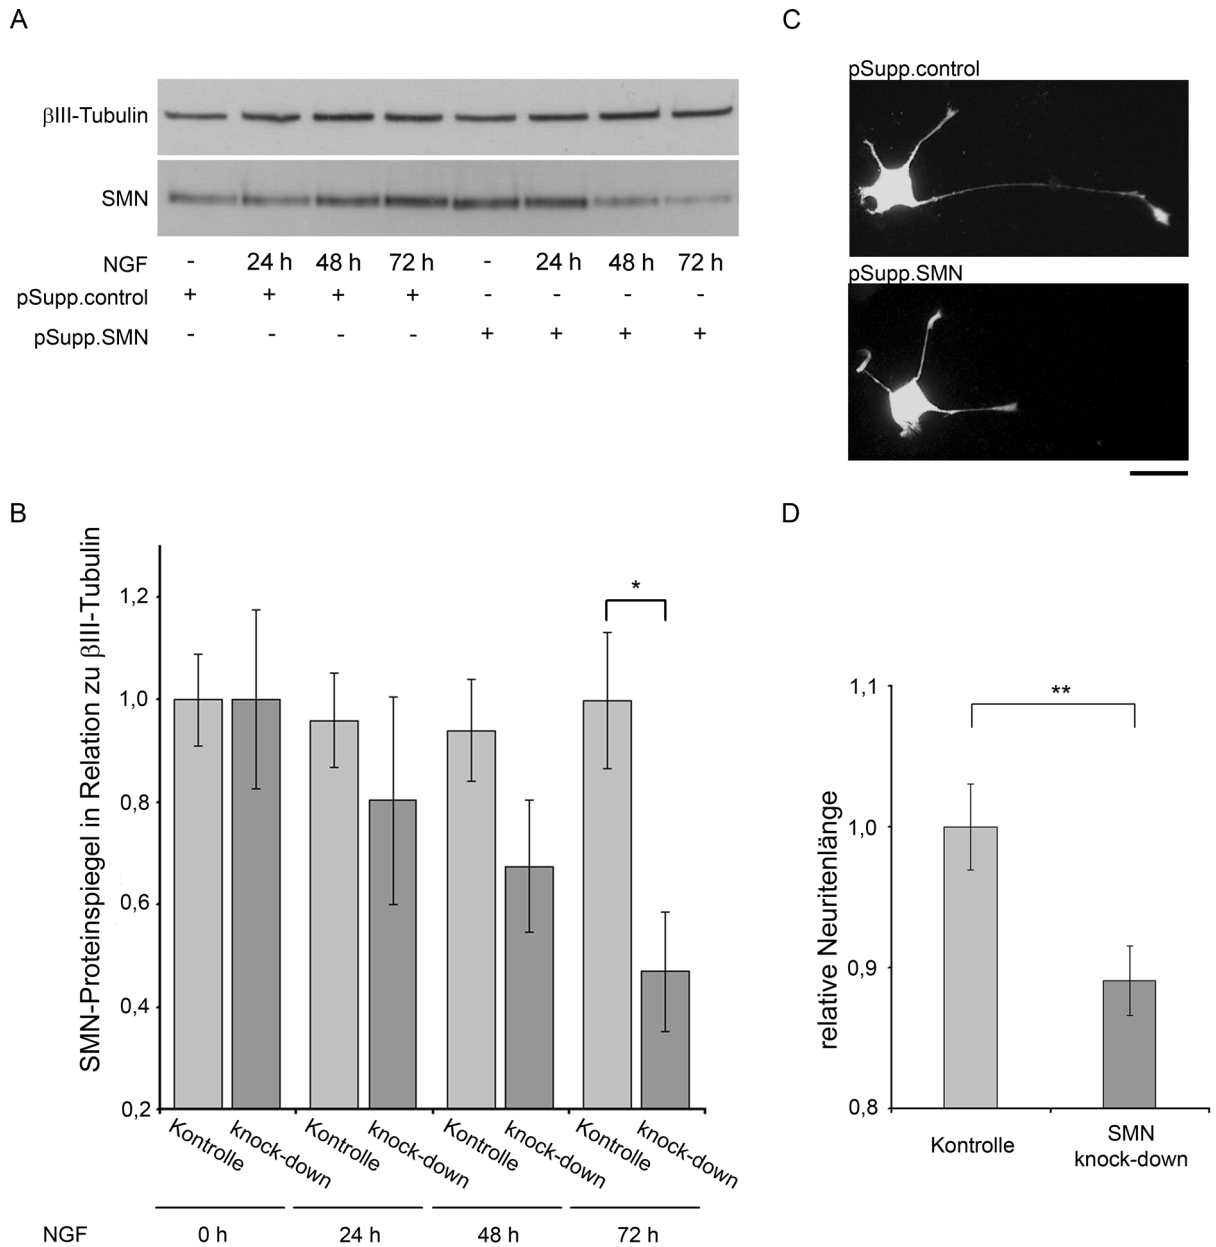 A
βIII-Tubulin
SMN
NGF - 24 h 48 h 72 h - 24 h 48 h 72 h
pSupp.control + + + + - - - -
pSupp.SMN - - - - + + + +
C
pSupp.control
pSupp.SMN
B
SMN-Proteinspiegel in Relation zu βIII-Tubulin
1,2
1,0
0,8
0,6
0,4
0,2
*
Kontrolle
knock-down
Kontrolle
knock-down
Kontrolle
knock-down
Kontrolle
knock-down
NGF 0 h 24 h 48 h 72 h
D
relative Neuritenlänge
1,1
1,0
0,9
0,8
**
Kontrolle
SMN
knock-down